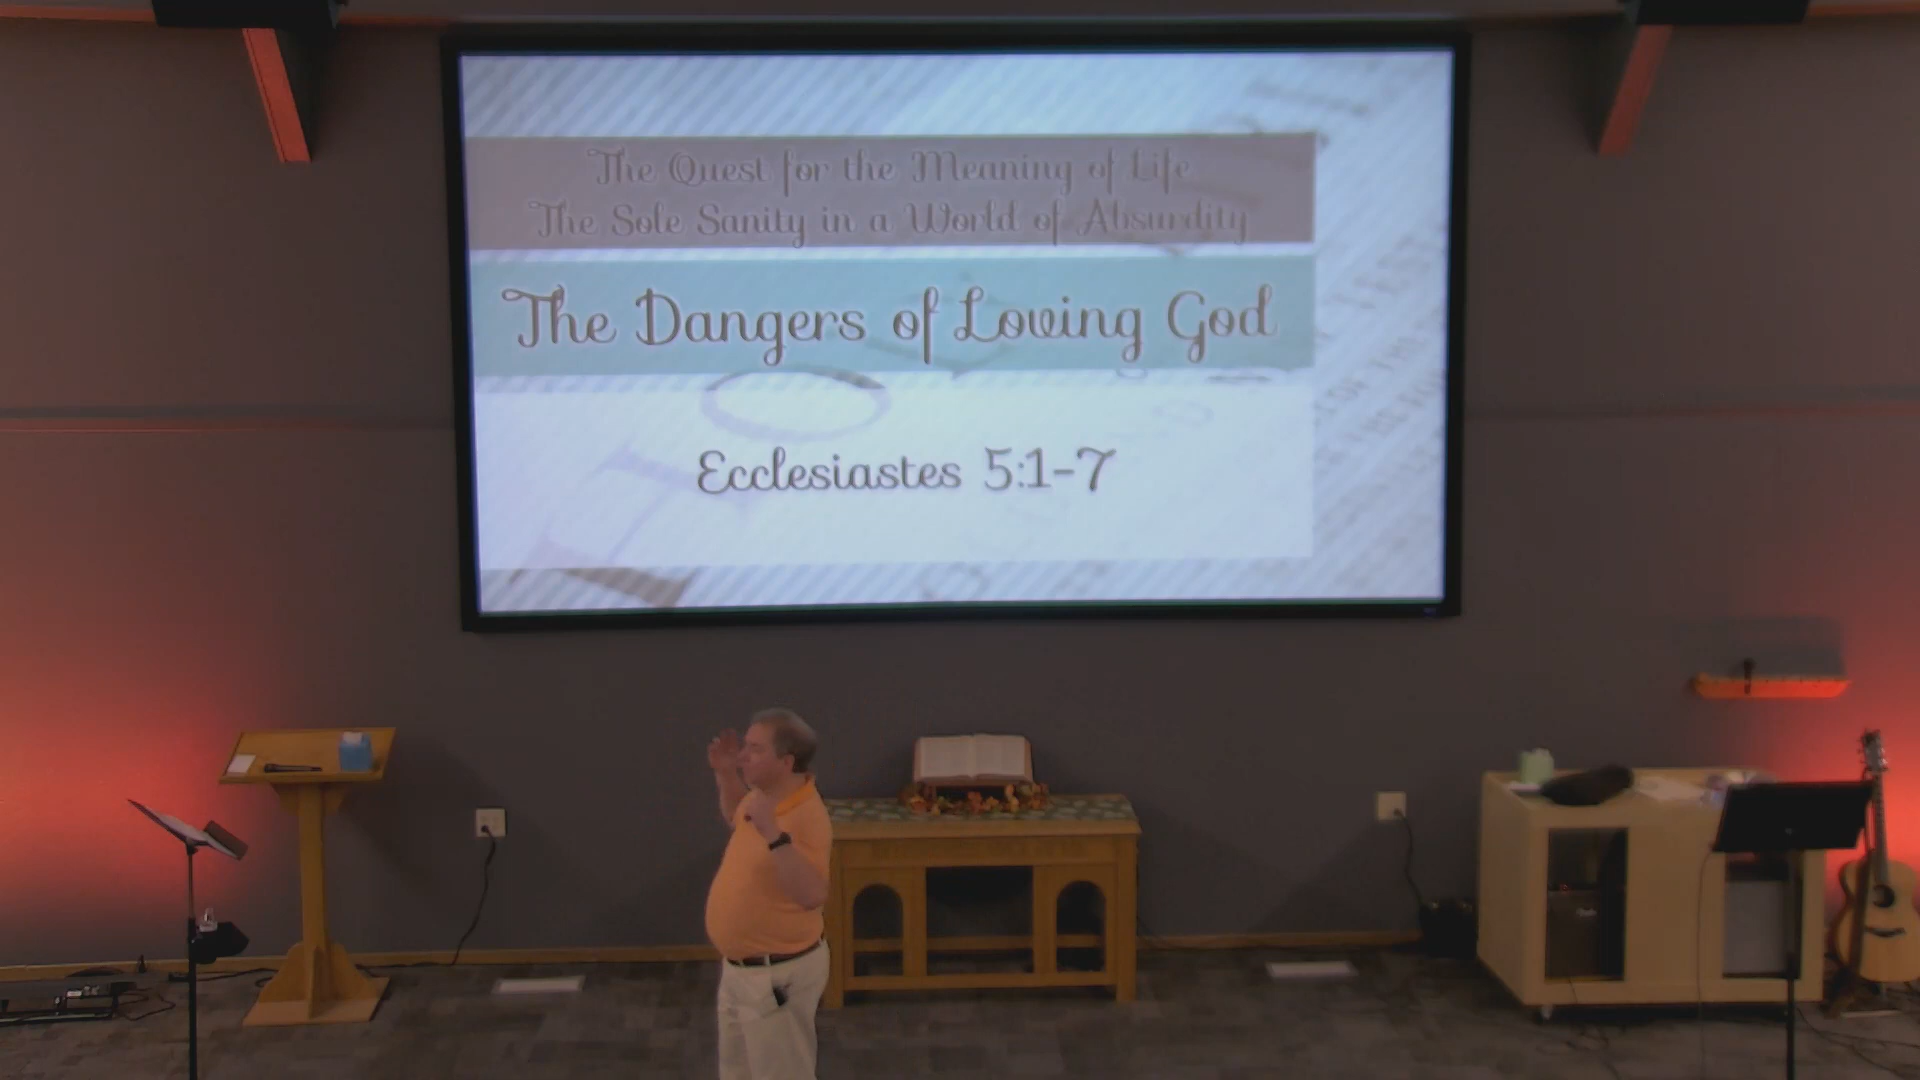 The Quest for the Meaning of Life
The Sole Sanity in a World of Absurdity
The Dangers of Loving God
Ecclesiastes 5:1-7